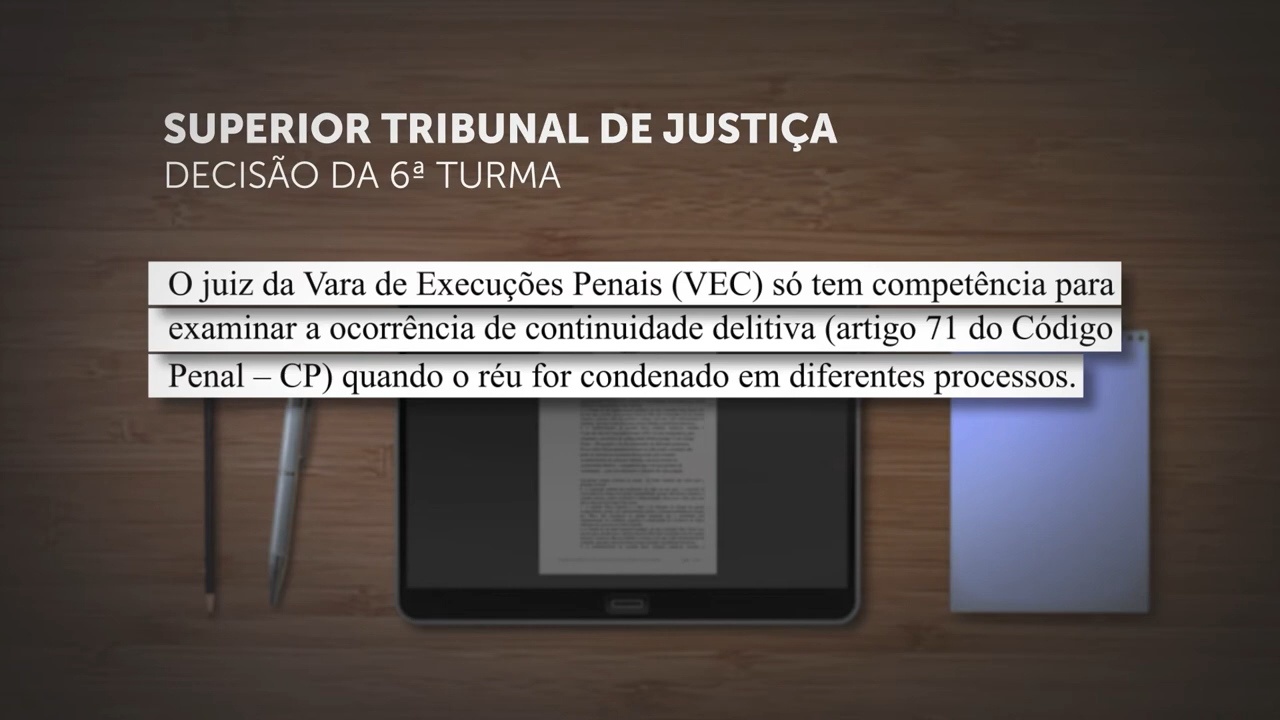 SUPERIOR TRIBUNAL DE JUSTIÇA
DECISÃO DA 6ª TURMA
O juiz da Vara de Execuções Penais (VEC) só tem competência para
examinar a ocorrência de continuidade delitiva (artigo 71 do Código
Penal – CP) quando o réu for condenado em diferentes processos.